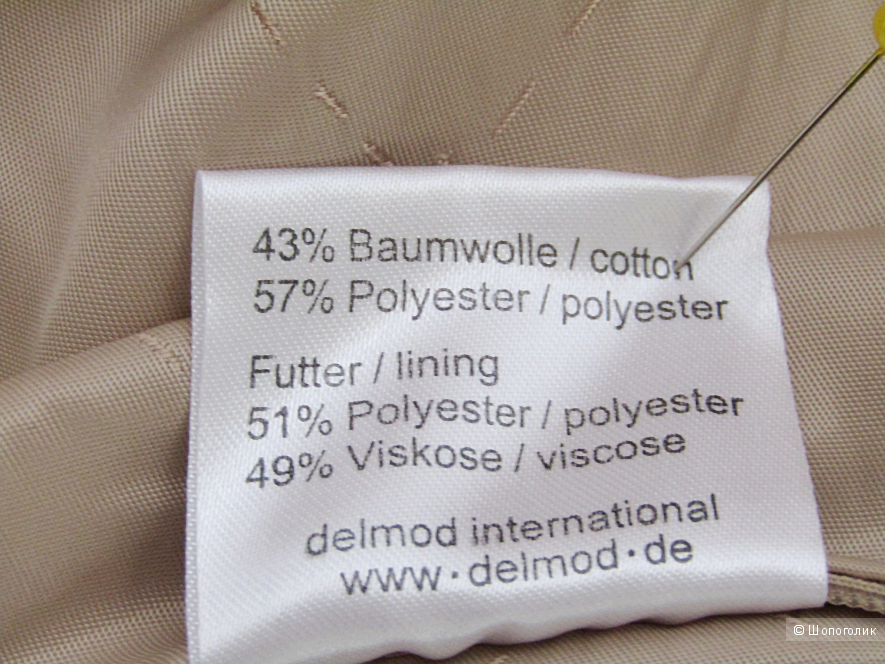 43% Baumwolle / cotton
57% Polyester / polyester
Futter / lining
51% Polyester / polyester
49% Viskose / viscose
delmod international
www·delmod·de
© Шопоголик